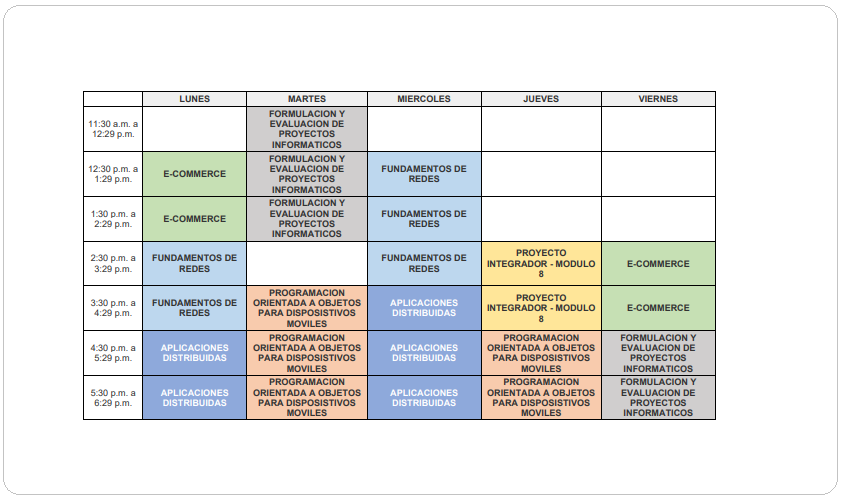 LUNES MARTES MIERCOLES JUEVES VIERNES
11:30 a.m. a
12:29 p.m.
FORMULACION Y
EVALUACION DE
PROYECTOS
INFORMATICOS
12:30 p.m. a
1:29 p.m.
E-COMMERCE
FORMULACION Y
EVALUACION DE
PROYECTOS
INFORMATICOS
FUNDAMENTOS DE
REDES
1:30 p.m. a
2:29 p.m.
E-COMMERCE
FORMULACION Y
EVALUACION DE
PROYECTOS
INFORMATICOS
FUNDAMENTOS DE
REDES
2:30 p.m. a
3:29 p.m.
FUNDAMENTOS DE
REDES
FUNDAMENTOS DE
REDES
PROYECTO
INTEGRADOR - MODULO
8
E-COMMERCE
3:30 p.m. a
4:29 p.m.
FUNDAMENTOS DE
REDES
PROGRAMACION
ORIENTADA A OBJETOS
PARA DISPOSISTIVOS
MOVILES
APLICACIONES
DISTRIBUIDAS
PROYECTO
INTEGRADOR - MODULO
8
E-COMMERCE
4:30 p.m. a
5:29 p.m.
APLICACIONES
DISTRIBUIDAS
PROGRAMACION
ORIENTADA A OBJETOS
PARA DISPOSISTIVOS
MOVILES
APLICACIONES
DISTRIBUIDAS
PROGRAMACION
ORIENTADA A OBJETOS
PARA DISPOSISTIVOS
MOVILES
FORMULACION Y
EVALUACION DE
PROYECTOS
INFORMATICOS
5:30 p.m. a
6:29 p.m.
APLICACIONES
DISTRIBUIDAS
PROGRAMACION
ORIENTADA A OBJETOS
PARA DISPOSISTIVOS
MOVILES
APLICACIONES
DISTRIBUIDAS
PROGRAMACION
ORIENTADA A OBJETOS
PARA DISPOSISTIVOS
MOVILES
FORMULACION Y
EVALUACION DE
PROYECTOS
INFORMATICOS